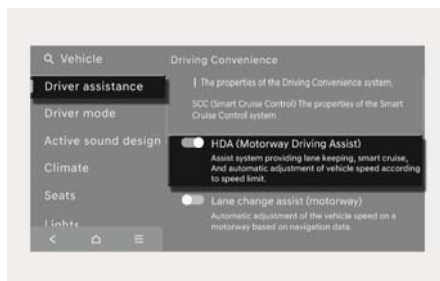 Vehicle
Driver assistance
Driver mode
Active sound design
Climate
Seats
Lights
Driving Convenience
The properties of the Driving Convenience system,
SCC (Smart Cruise Control) The properties of the Smart
Cruise Control system
HDA (Motorway Driving Assist)
Assist system providing lane keeping, smart cruise,
And automatic adjustment of vehicle speed according
to speed limit.
Lane change assist (motorway)
Automatic adjustment of the vehicle speed on a
motorway based on navigation data.